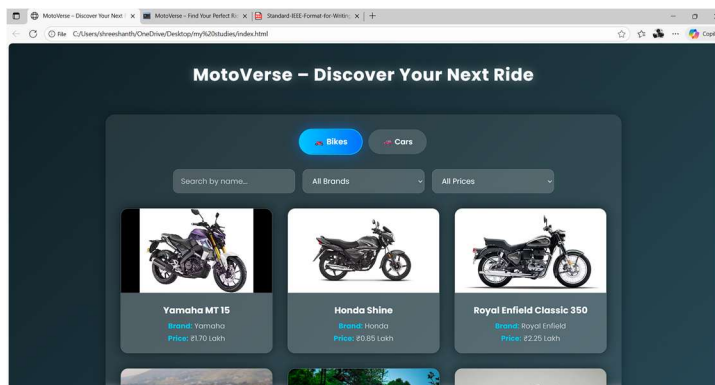 MotoVerse – Discover Your Next
MotoVerse – Find Your Perfect Ri
Standard-IEEE-Format-for-Writing
File C:/Users/shreeshanth/OneDrive/Desktop/my%20studies/index.html
MotoVerse – Discover Your Next Ride
Bikes
Cars
Search by name...
All Brands
All Prices
Yamaha MT 15
Brand: Yamaha
Price: ₹1.70 Lakh
Honda Shine
Brand: Honda
Price: ₹0.85 Lakh
Royal Enfield Classic 350
Brand: Royal Enfield
Price: ₹2.25 Lakh